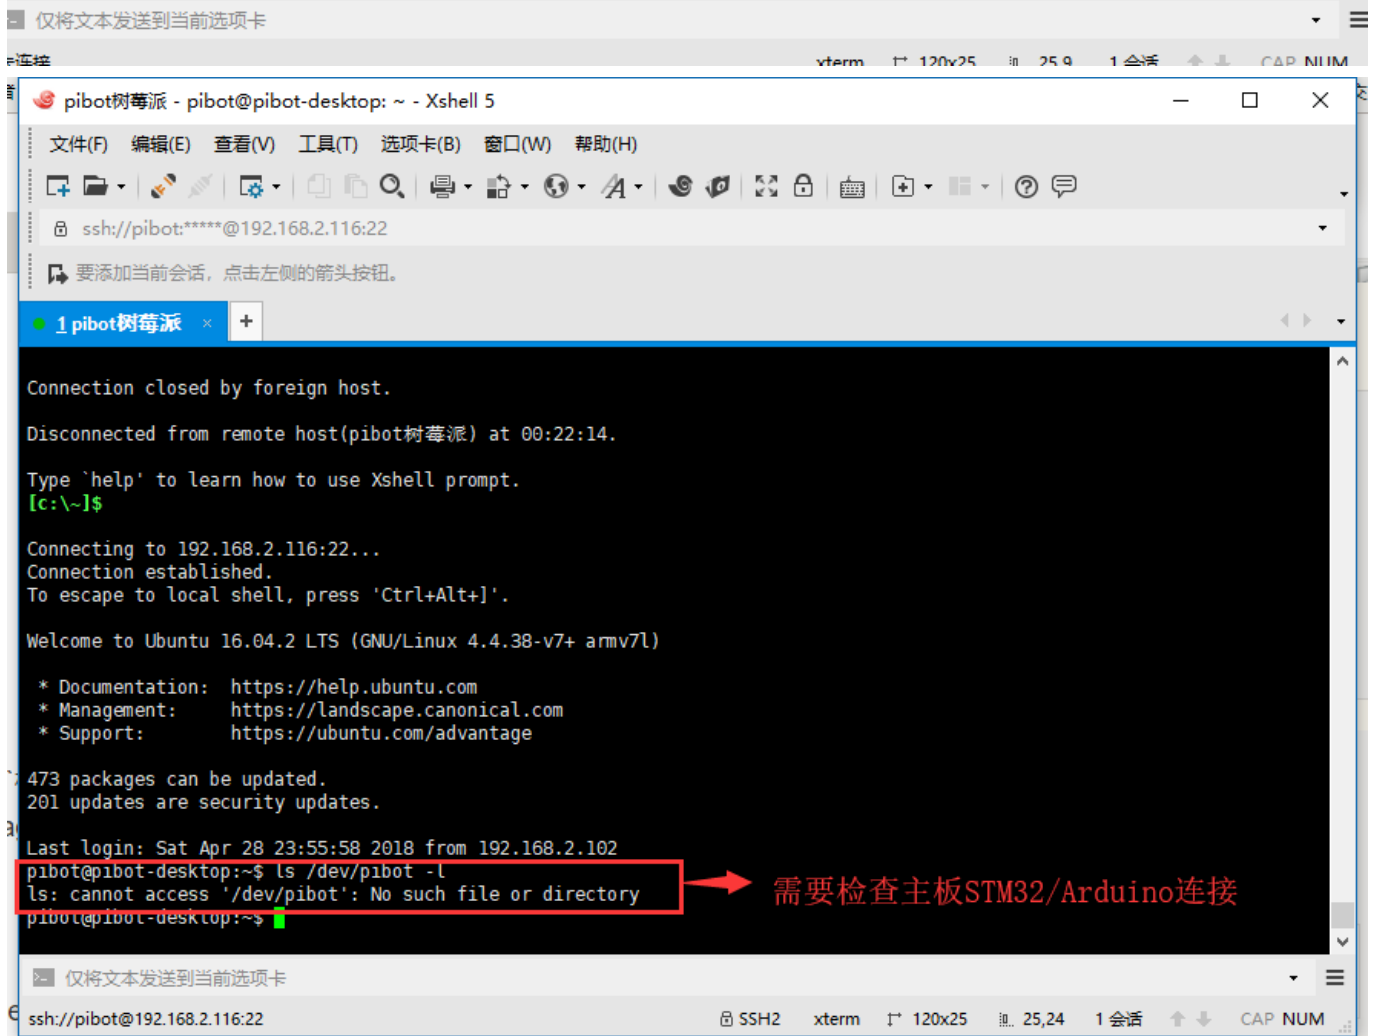 仅将文本发送到当前选项卡
卡连接 xterm 120x25 25,9 1 会话 CAP NUM
pibot树莓派 - pibot@pibot-desktop: ~ - Xshell 5
文件(F) 编辑(E) 查看(V) 工具(T) 选项卡(B) 窗口(W) 帮助(H)
ssh://pibot:*****@192.168.2.116:22
要添加当前会话，点击左侧的箭头按钮。
1 pibot树莓派 × +
Connection closed by foreign host.
Disconnected from remote host(pibot树莓派) at 00:22:14.
Type `help' to learn how to use Xshell prompt.
[c:\~]$
Connecting to 192.168.2.116:22...
Connection established.
To escape to local shell, press 'Ctrl+Alt+]'.
Welcome to Ubuntu 16.04.2 LTS (GNU/Linux 4.4.38-v7+ armv7l)
* Documentation: https://help.ubuntu.com
* Management: https://landscape.canonical.com
* Support: https://ubuntu.com/advantage
473 packages can be updated.
201 updates are security updates.
Last login: Sat Apr 28 23:55:58 2018 from 192.168.2.102
pibot@pibot-desktop:~$ ls /dev/pibot -l
ls: cannot access '/dev/pibot': No such file or directory
需要检查主板STM32/Arduino连接
pibot@pibot-desktop:~$
仅将文本发送到当前选项卡
ssh://pibot@192.168.2.116:22 SSH2 xterm 120x25 25,24 1 会话 CAP NUM